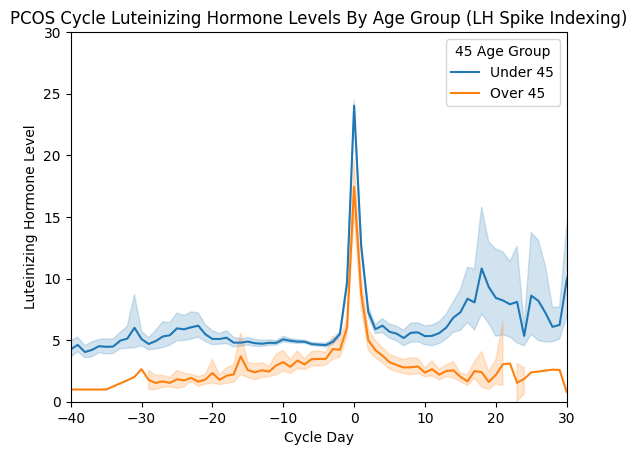 PCOS Cycle Luteinizing Hormone Levels By Age Group (LH Spike Indexing)
30
25
20
15
10
5
0
Luteinizing Hormone Level
45 Age Group
Under 45
Over 45
−40
−30
−20
−10
0
10
20
30
Cycle Day